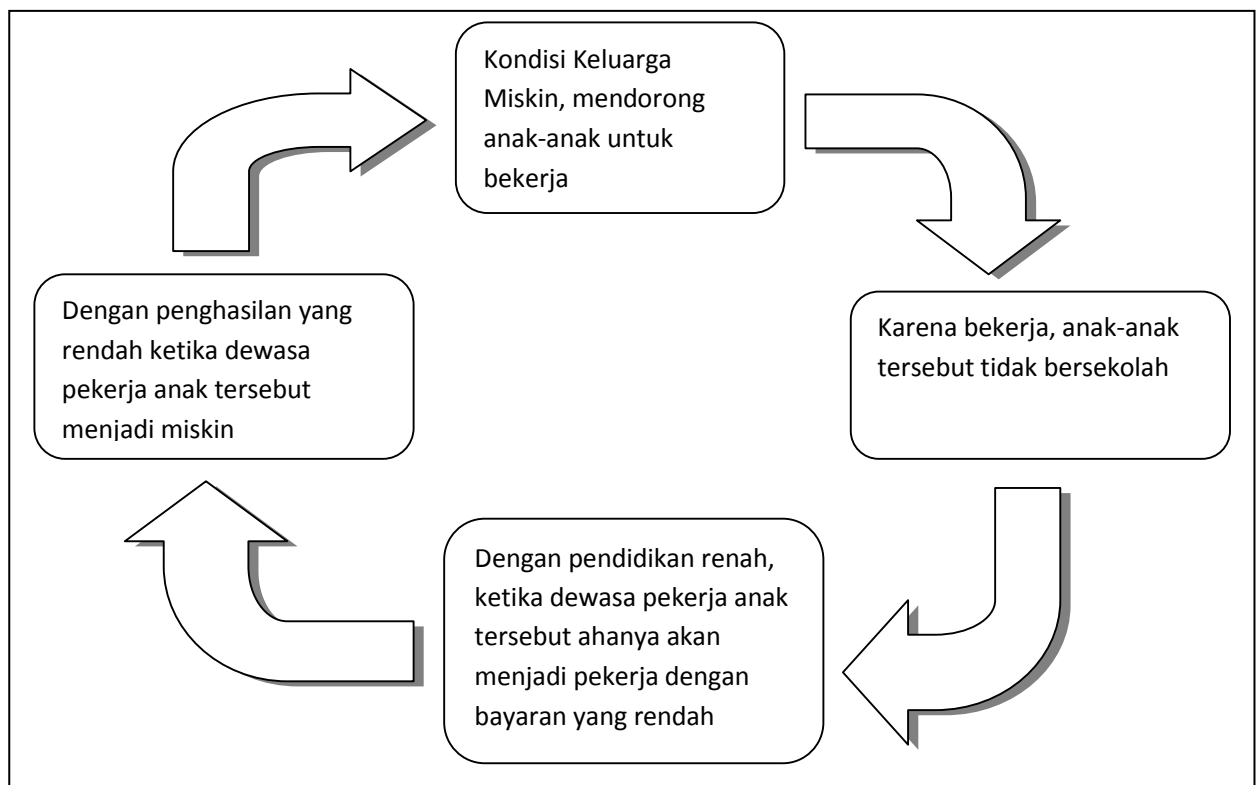 Kondisi Keluarga
Miskin, mendorong
anak-anak untuk
bekerja
Karena bekerja, anak-anak
tersebut tidak bersekolah
Dengan pendidikan renah,
ketika dewasa pekerja anak
tersebut ahanya akan
menjadi pekerja dengan
bayaran yang rendah
Dengan penghasilan yang
rendah ketika dewasa
pekerja anak tersebut
menjadi miskin